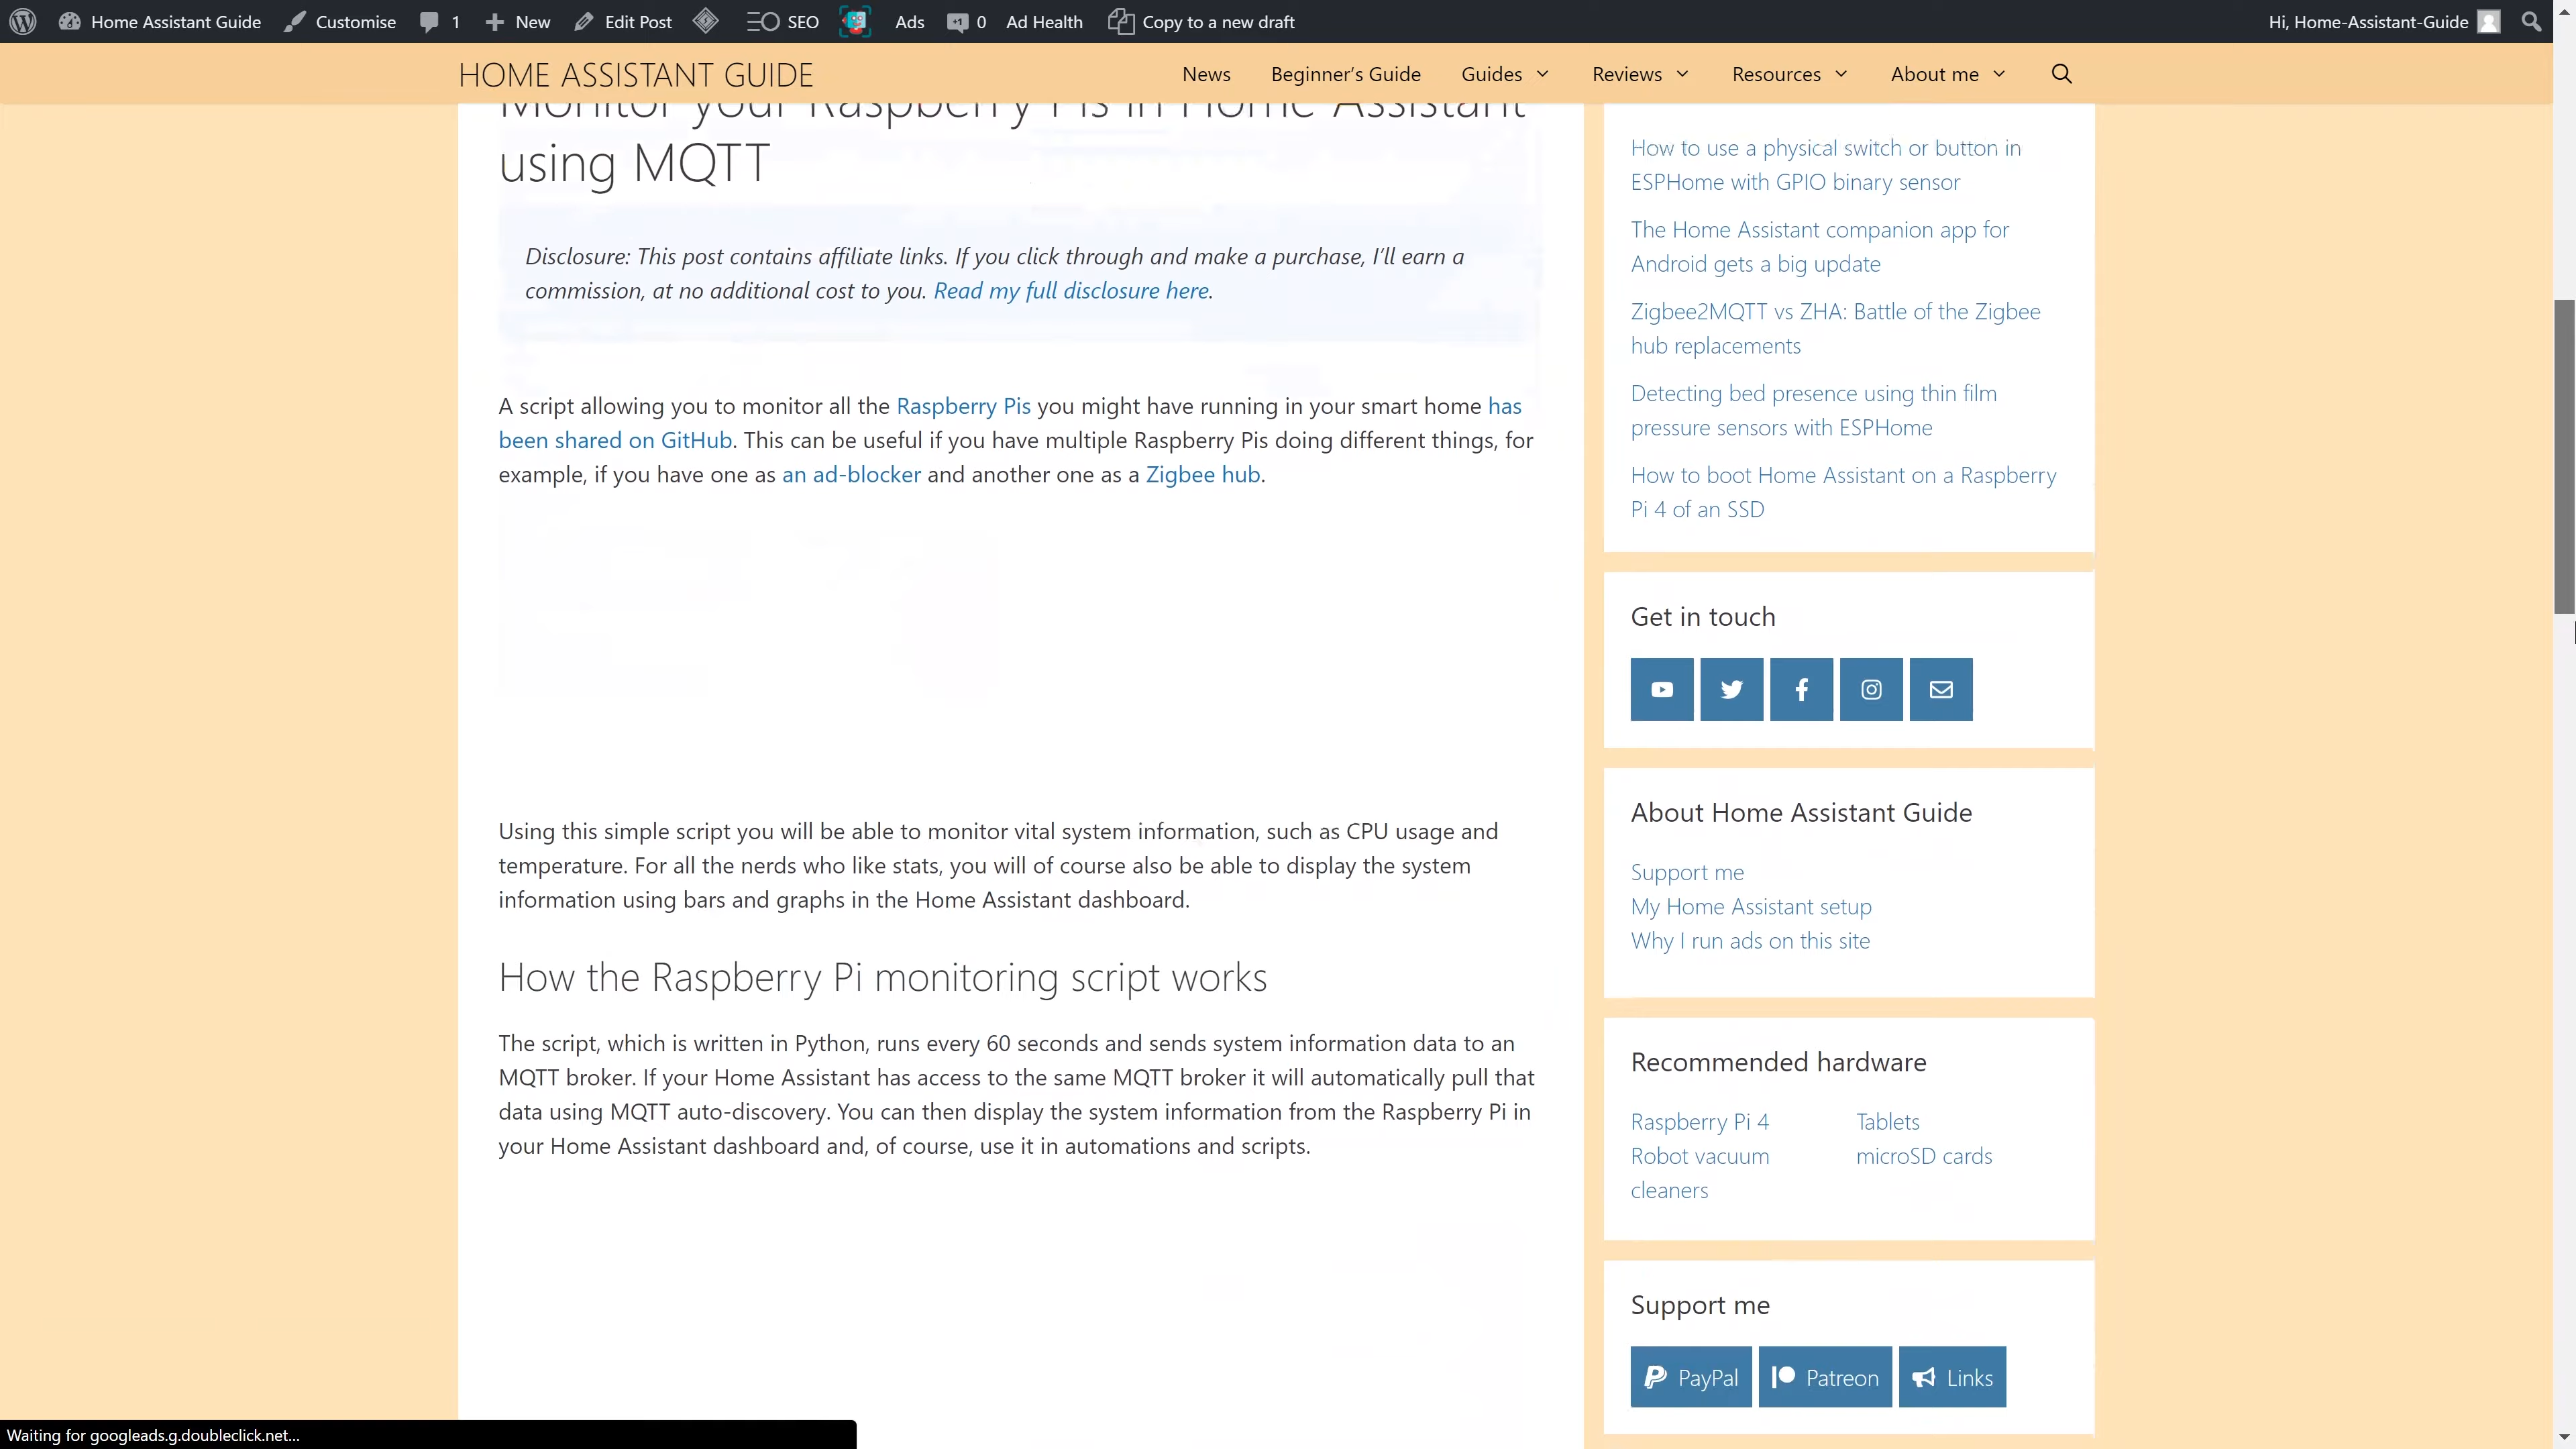 Home Assistant Guide Customise 1 New Edit Post SEO Ads +1 0 Ad Health Copy to a new draft Hi, Home-Assistant-Guide
HOME ASSISTANT GUIDE News Beginner's Guide Guides Reviews Resources About me
Monitor your Raspberry Pis in Home Assistant
using MQTT
Disclosure: This post contains affiliate links. If you click through and make a purchase, I'll earn a
commission, at no additional cost to you. Read my full disclosure here.
A script allowing you to monitor all the Raspberry Pis you might have running in your smart home has
been shared on GitHub. This can be useful if you have multiple Raspberry Pis doing different things, for
example, if you have one as an ad-blocker and another one as a Zigbee hub.
Using this simple script you will be able to monitor vital system information, such as CPU usage and
temperature. For all the nerds who like stats, you will of course also be able to display the system
information using bars and graphs in the Home Assistant dashboard.
How the Raspberry Pi monitoring script works
The script, which is written in Python, runs every 60 seconds and sends system information data to an
MQTT broker. If your Home Assistant has access to the same MQTT broker it will automatically pull that
data using MQTT auto-discovery. You can then display the system information from the Raspberry Pi in
your Home Assistant dashboard and, of course, use it in automations and scripts.
How to use a physical switch or button in
ESPHome with GPIO binary sensor
The Home Assistant companion app for
Android gets a big update
Zigbee2MQTT vs ZHA: Battle of the Zigbee
hub replacements
Detecting bed presence using thin film
pressure sensors with ESPHome
How to boot Home Assistant on a Raspberry
Pi 4 of an SSD
Get in touch
About Home Assistant Guide
Support me
My Home Assistant setup
Why I run ads on this site
Recommended hardware
Raspberry Pi 4 Tablets
Robot vacuum microSD cards
cleaners
Support me
PayPal Patreon Links
Waiting for googleads.g.doubleclick.net...